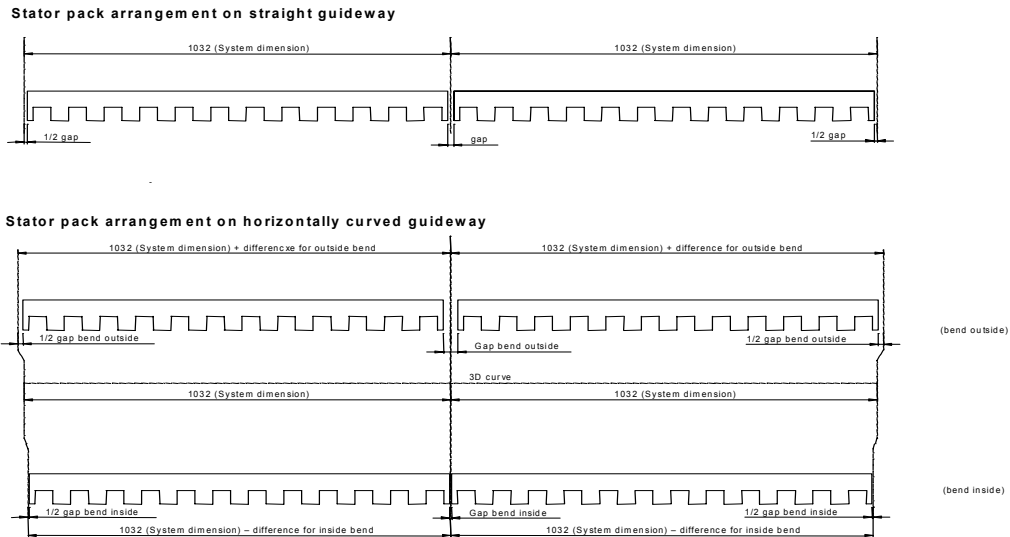 Stator pack arrangement on straight guideway
1032 (System dimension) 1032 (System dimension)
1/2 gap gap 1/2 gap
Stator pack arrangement on horizontally curved guideway
1032 (System dimension) + differencxe for outside bend 1032 (System dimension) + difference for outside bend
(bend outside)
1/2 gap bend outside Gap bend outside 1/2 gap bend outside
3D curve
1032 (System dimension) 1032 (System dimension)
(bend inside)
1/2 gap bend inside Gap bend inside 1/2 gap bend inside
1032 (System dimension) – difference for inside bend 1032 (System dimension) – difference for inside bend